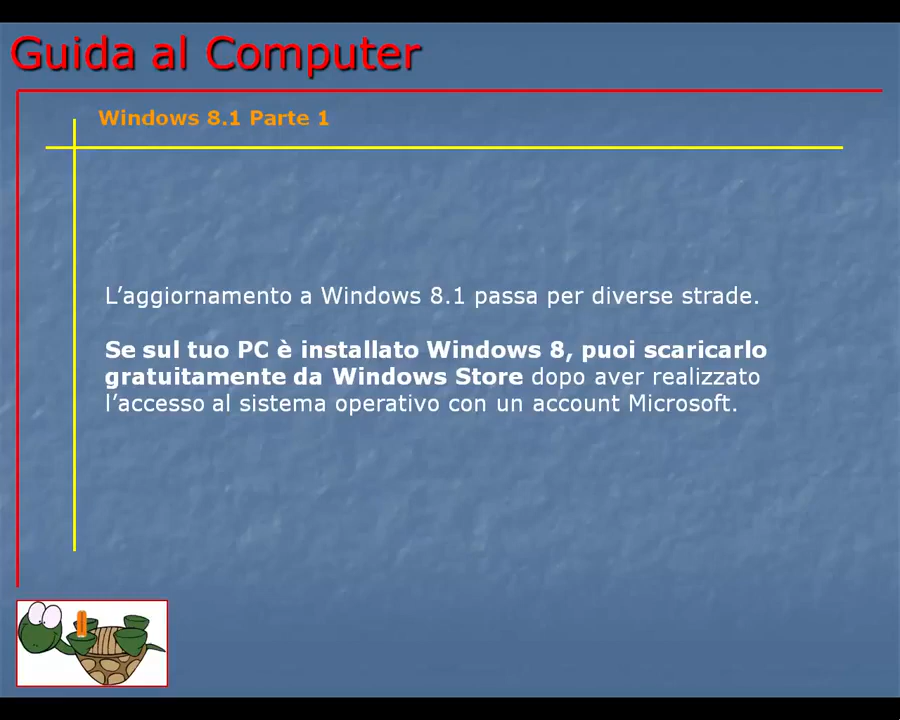 Guida al Computer
Windows 8.1 Parte 1
L’aggiornamento a Windows 8.1 passa per diverse strade.
Se sul tuo PC è installato Windows 8, puoi scaricarlo
gratuitamente da Windows Store dopo aver realizzato
l’accesso al sistema operativo con un account Microsoft.